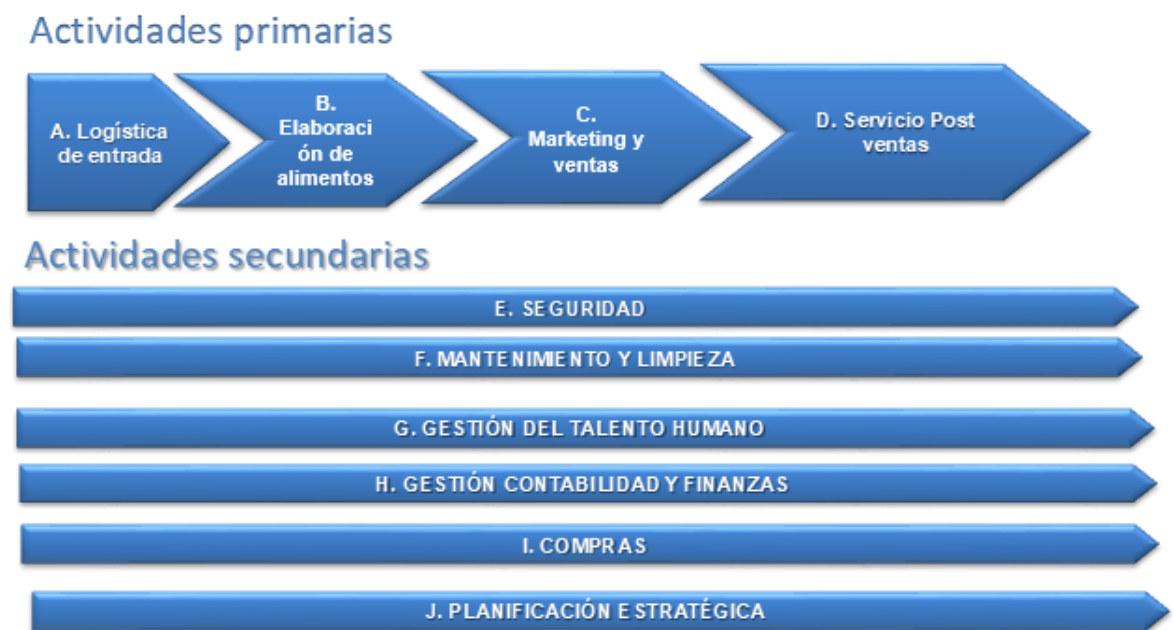 Actividades primarias
A. Logística
de entrada
B.
Elaboraci
ón de
alimentos
C.
Marketing y
ventas
D. Servicio Post
ventas
Actividades secundarias
E. SEGURIDAD
F. MANTENIMIENTO Y LIMPIEZA
G. GESTIÓN DEL TALENTO HUMANO
H. GESTIÓN CONTABILIDAD Y FINANZAS
I. COMPRAS
J. PLANIFICACIÓN ESTRATÉGICA